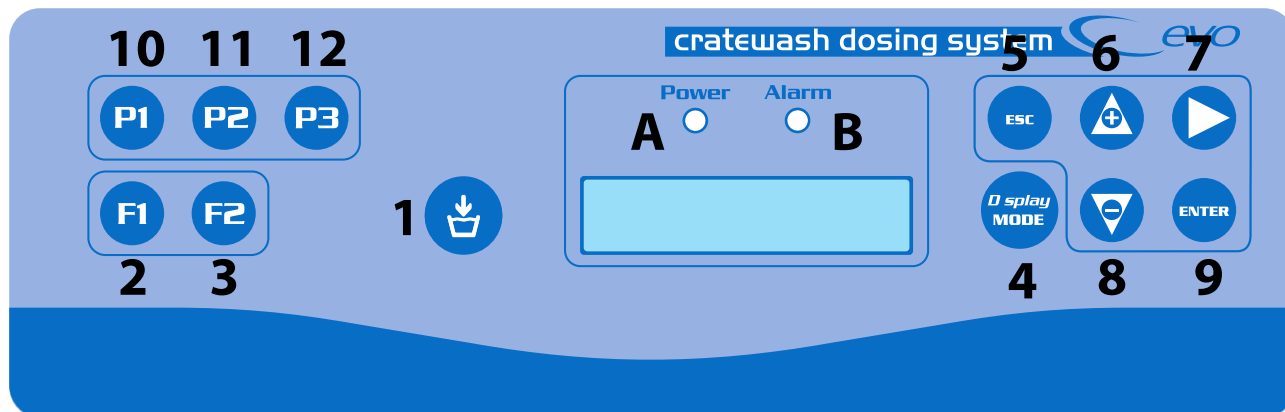 10 11 12
cratewash dosing system evo
5 6 7
P1 P2 P3
Power Alarm
A B
ESC +
1
F1 F2
D splay
MODE
-
ENTER
2 3
4 8 9